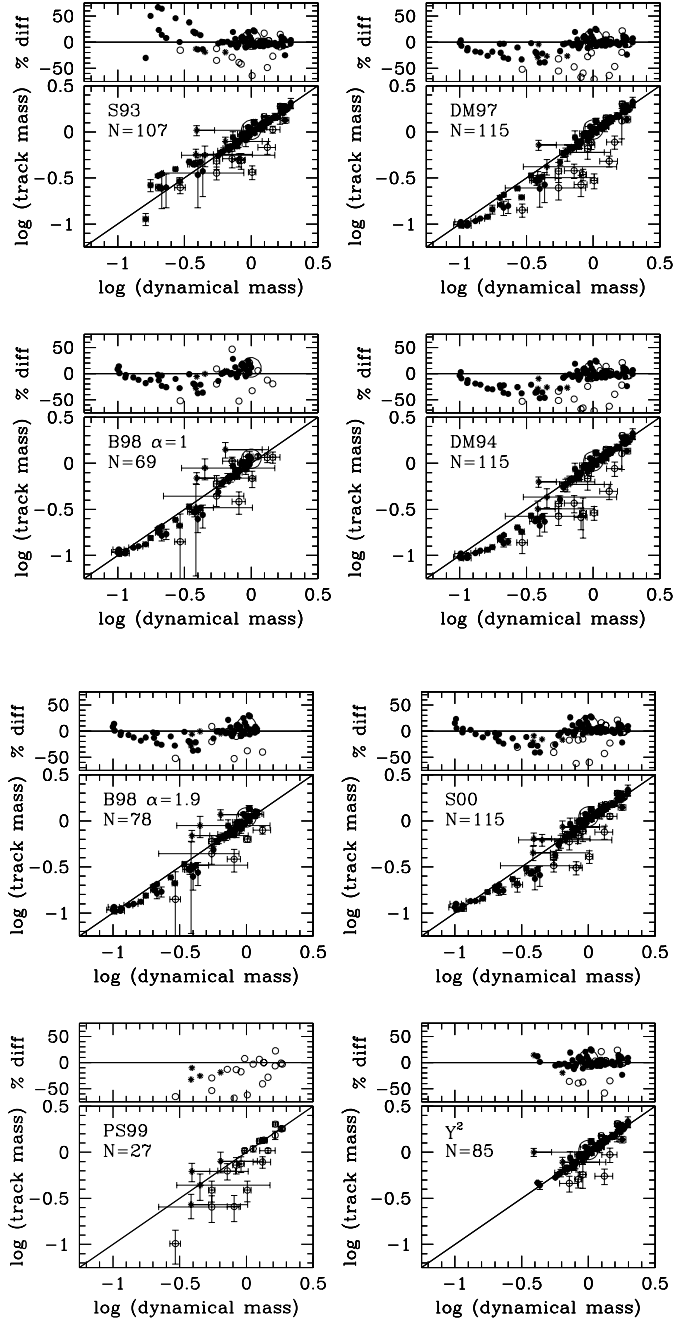 50
0
−50
% diff
50
0
−50
% diff
0.5
0
−0.5
−1
log (track mass)
S93
N=107
0.5
0
−0.5
−1
log (track mass)
DM97
N=115
−1 −0.5 0 0.5
log (dynamical mass)
−1 −0.5 0 0.5
log (dynamical mass)
50
0
−50
% diff
50
0
−50
% diff
0.5
0
−0.5
−1
log (track mass)
B98 α=1
N=69
0.5
0
−0.5
−1
log (track mass)
DM94
N=115
−1 −0.5 0 0.5
log (dynamical mass)
−1 −0.5 0 0.5
log (dynamical mass)
50
0
−50
% diff
50
0
−50
% diff
0.5
0
−0.5
−1
log (track mass)
B98 α=1.9
N=78
0.5
0
−0.5
−1
log (track mass)
S00
N=115
−1 −0.5 0 0.5
log (dynamical mass)
−1 −0.5 0 0.5
log (dynamical mass)
50
0
−50
% diff
50
0
−50
% diff
0.5
0
−0.5
−1
log (track mass)
PS99
N=27
0.5
0
−0.5
−1
log (track mass)
Y²
N=85
−1 −0.5 0 0.5
log (dynamical mass)
−1 −0.5 0 0.5
log (dynamical mass)